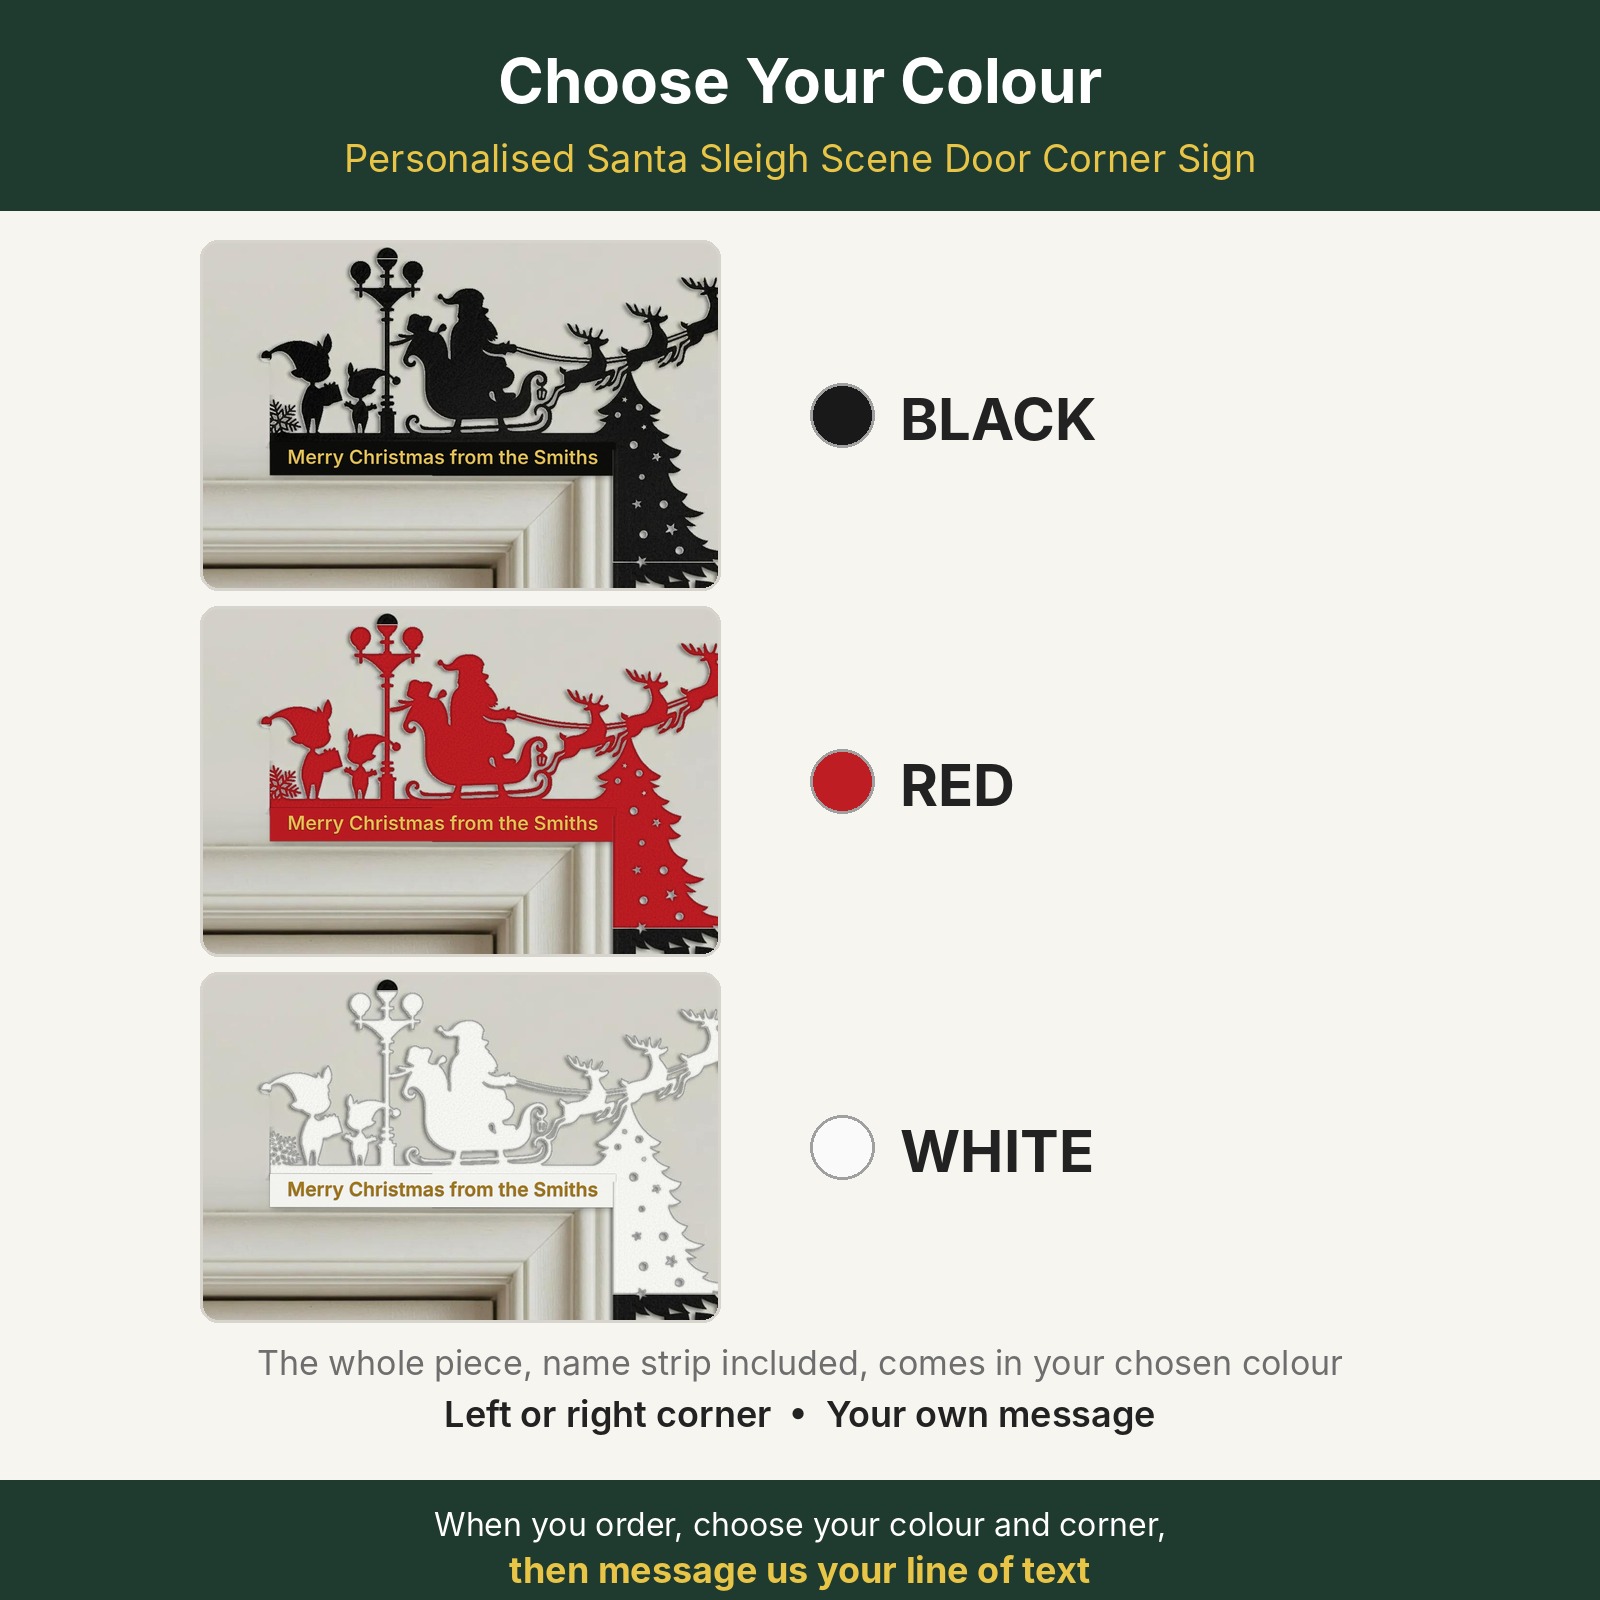 Choose Your Colour
Personalised Santa Sleigh Scene Door Corner Sign
Merry Christmas from the Smiths
BLACK
Merry Christmas from the Smiths
RED
Merry Christmas from the Smiths
WHITE
The whole piece, name strip included, comes in your chosen colour
Left or right corner • Your own message
When you order, choose your colour and corner,
then message us your line of text